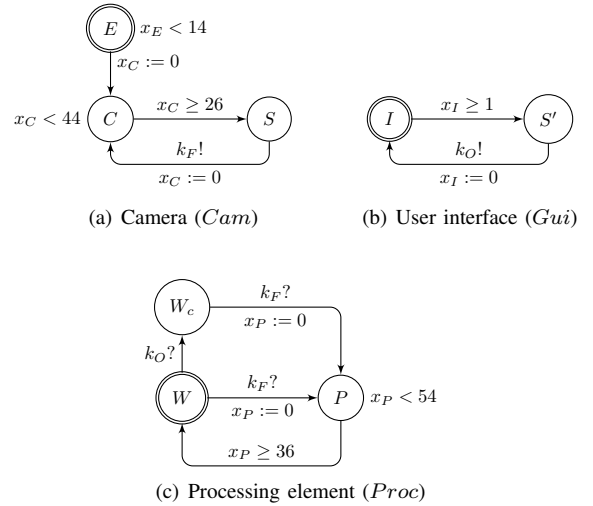 E
x_E < 14
x_C := 0
x_C < 44
C
x_C ≥ 26
S
k_F!
x_C := 0
(a) Camera (Cam)
I
x_I ≥ 1
S′
k_O!
x_I := 0
(b) User interface (Gui)
W_c
k_F?
x_P := 0
k_O?
W
k_F?
x_P := 0
P
x_P < 54
x_P ≥ 36
(c) Processing element (Proc)